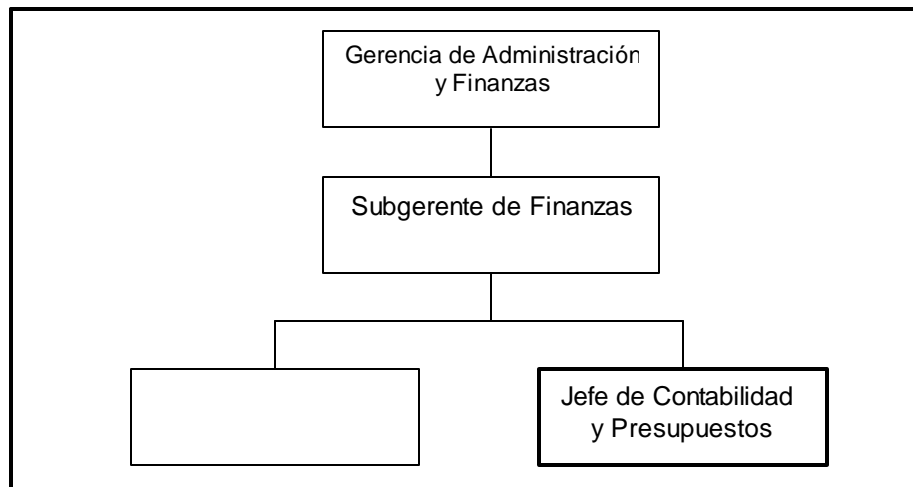 Gerencia de Administración
y Finanzas
Subgerente de Finanzas
Jefe de Contabilidad
y Presupuestos